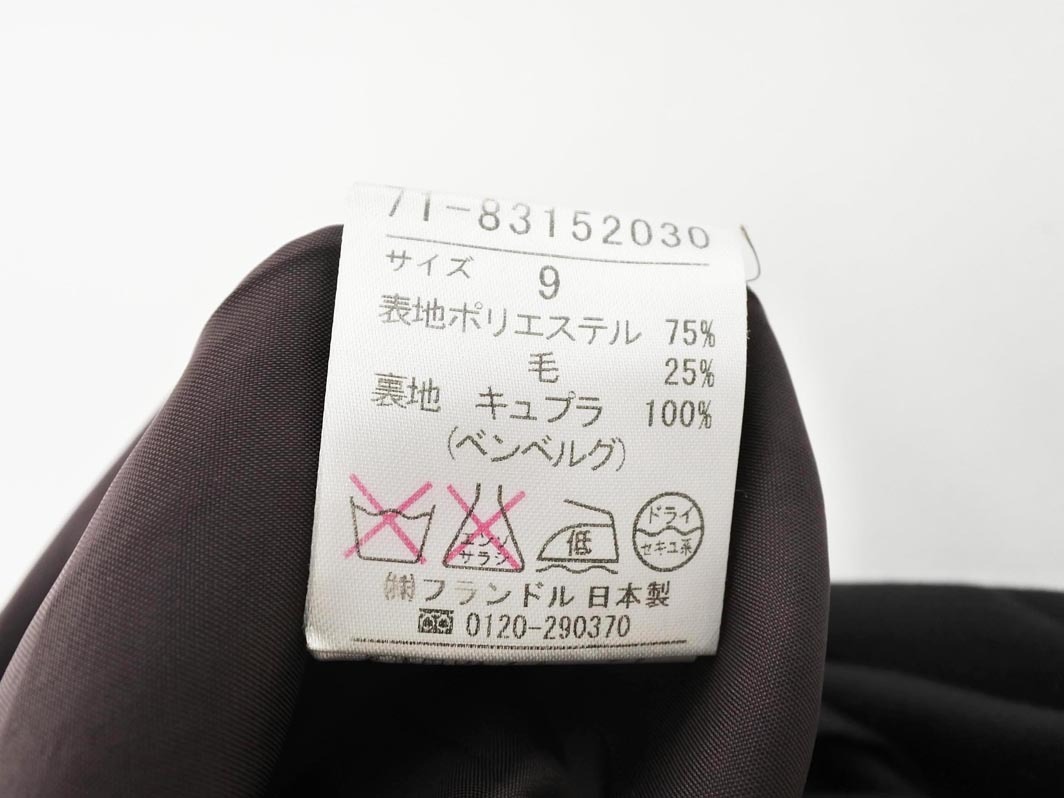 71-83152030
サイズ 9
表地ポリエステル 75%
毛 25%
裏地 キュプラ 100%
(ベンベルグ)
エンソ
サラシ
低
ドライ
セキユ系
㈱フランドル 日本製
0120-290370